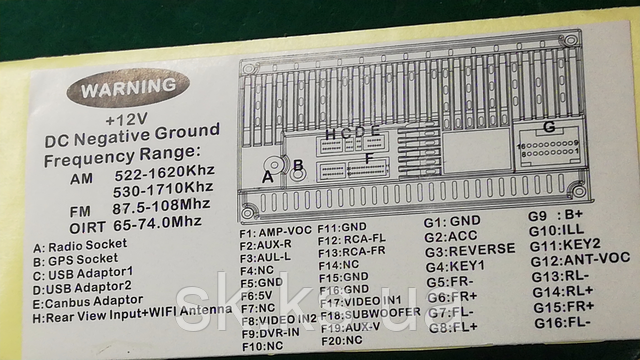 WARNING
+12V
DC Negative Ground
Frequency Range:
AM 522-1620Khz
530-1710Khz
FM 87.5-108Mhz
OIRT 65-74.0Mhz
A: Radio Socket
B: GPS Socket
C: USB Adaptor1
D: USB Adaptor2
E: Canbus Adaptor
H: Rear View Input+WIFI Antenna
H C D E
F
A
B
G
16 9
8 1
F1: AMP-VOC
F2: AUX-R
F3: AUL-L
F4: NC
F5: GND
F6: 5V
F7: NC
F8: VIDEO IN2
F9: DVR-IN
F10: NC
F11: GND
F12: RCA-FL
F13: RCA-FR
F14: NC
F15: GND
F16: GND
F17: VIDEO IN1
F18: SUBWOOFER
F19: AUX-V
F20: NC
G1: GND
G2: ACC
G3: REVERSE
G4: KEY1
G5: FR-
G6: FR+
G7: FL-
G8: FL+
G9 : B+
G10: ILL
G11: KEY2
G12: ANT-VOC
G13: RL-
G14: RL+
G15: FR+
G16: FL-